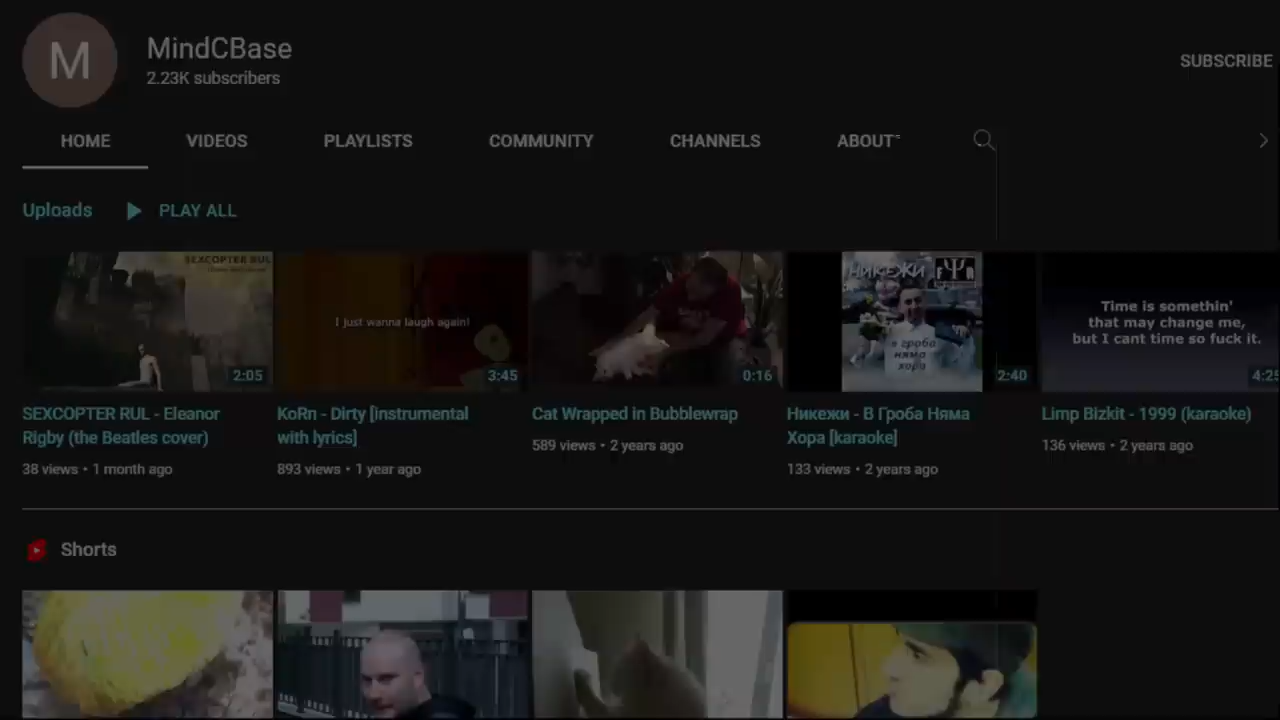 M
MindCBase
2.23K subscribers
SUBSCRIBE
HOME VIDEOS PLAYLISTS COMMUNITY CHANNELS ABOUT
Uploads PLAY ALL
SEXCOPTER RUL
2:05
I just wanna laugh again!
3:45
0:16
НИКЕЖИ
в гроба
няма
хора
2:40
Time is somethin'
that may change me,
but I cant time so fuck it.
4:25
SEXCOPTER RUL - Eleanor
Rigby (the Beatles cover)
38 views • 1 month ago
KoRn - Dirty [instrumental
with lyrics]
893 views • 1 year ago
Cat Wrapped in Bubblewrap
589 views • 2 years ago
Никежи - В Гроба Няма
Хора [karaoke]
133 views • 2 years ago
Limp Bizkit - 1999 (karaoke)
136 views • 2 years ago
Shorts